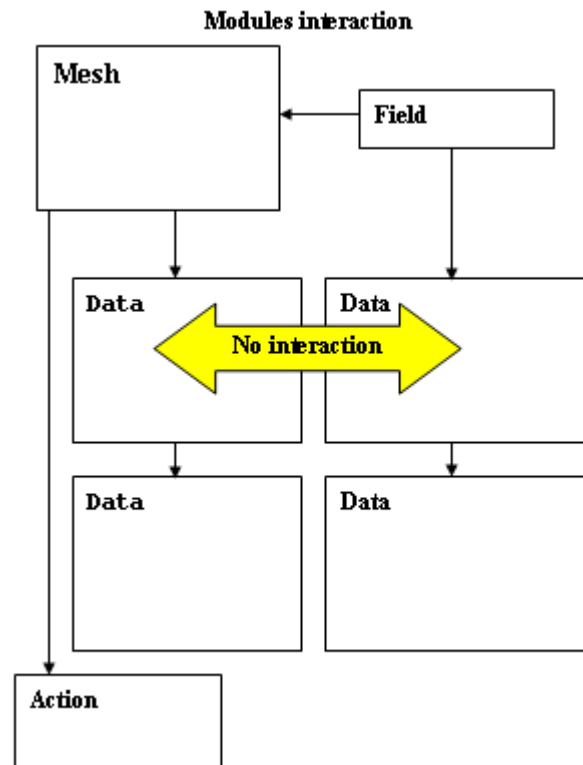 Modules interaction
Mesh
Field
Data
Data
No interaction
Data
Data
Action